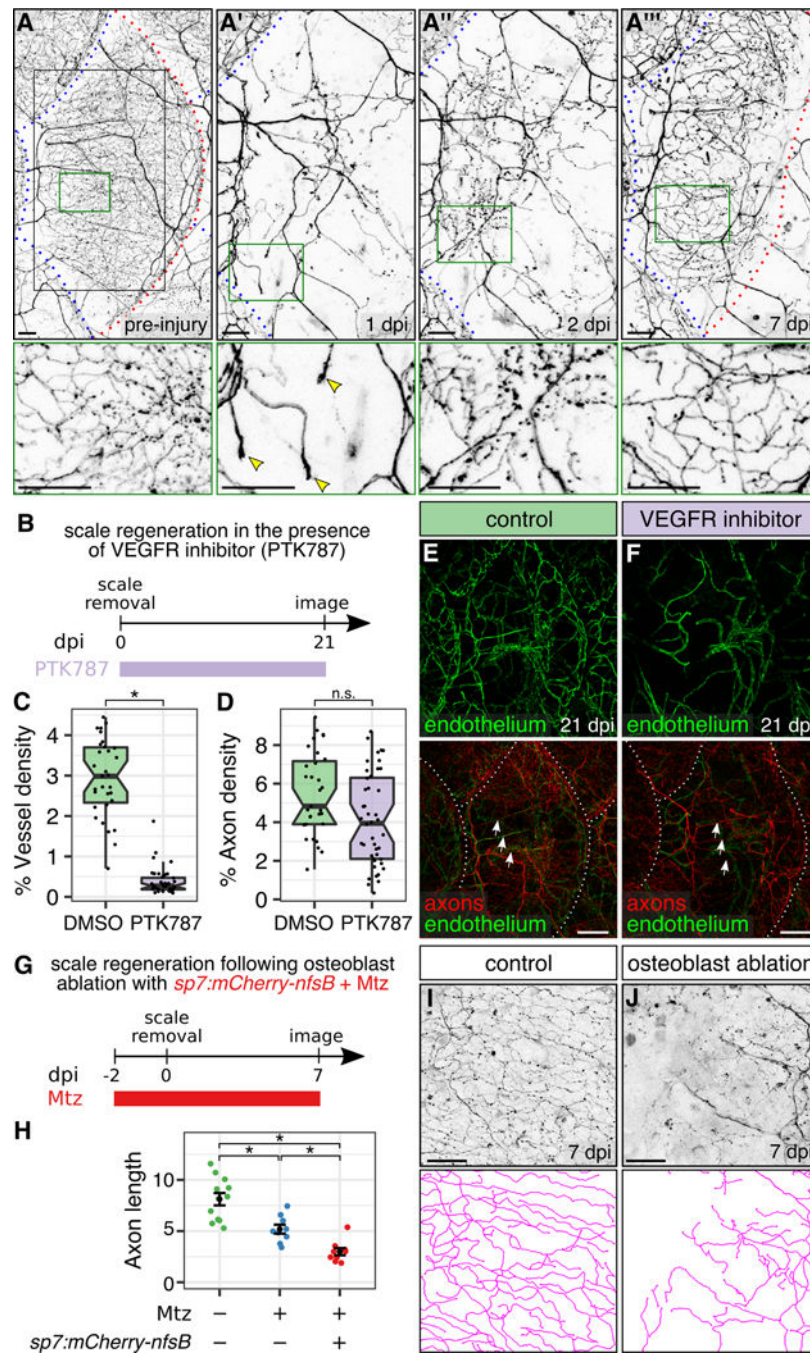 A
A'
A''
A'''
pre-injury
1 dpi
2 dpi
7 dpi
B
scale regeneration in the presence
of VEGFR inhibitor (PTK787)
scale
removal
image
dpi
0
21
PTK787
control
VEGFR inhibitor
E
F
endothelium
21 dpi
endothelium
21 dpi
C
*
% Vessel density
4
3
2
1
0
DMSO
PTK787
D
n.s.
% Axon density
8
6
4
2
0
DMSO
PTK787
axons
endothelium
axons
endothelium
G
scale regeneration following osteoblast
ablation with sp7:mCherry-nfsB + Mtz
scale
removal
image
dpi
-2
0
7
Mtz
control
osteoblast ablation
I
J
7 dpi
7 dpi
H
*
* *
Axon length
10
5
0
Mtz − + +
sp7:mCherry-nfsB − − +